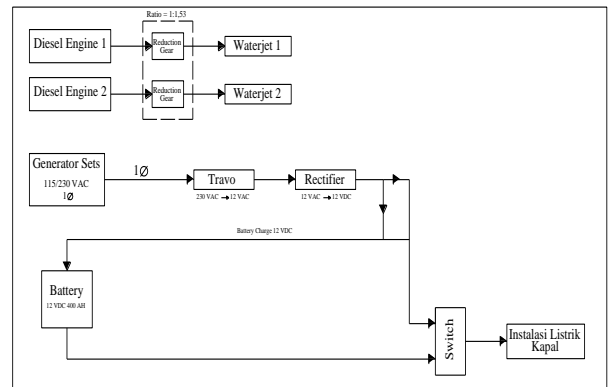 Ratio = 1:1,53
Diesel Engine 1
Reduction
Gear
Waterjet 1
Diesel Engine 2
Reduction
Gear
Waterjet 2
Generator Sets
115/230 VAC
1Ø
1Ø
Travo
230 VAC → 12 VAC
Rectifier
12 VAC → 12 VDC
Battery Charge 12 VDC
Battery
12 VDC 400 AH
Switch
Instalasi Listrik
Kapal